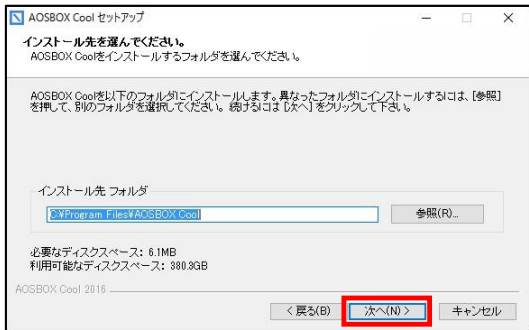 AOSBOX Cool セットアップ
インストール先を選んでください。
AOSBOX Coolをインストールするフォルダを選んでください。
AOSBOX Coolを以下のフォルダにインストールします。異なったフォルダにインストールするには、[参照]
を押して、別のフォルダを選択してください。 続けるには [次へ] をクリックして下さい。
インストール先 フォルダ
C:¥Program Files¥AOSBOX Cool
参照(R)...
必要なディスクスペース: 6.1MB
利用可能なディスクスペース: 380.3GB
AOSBOX Cool 2016
< 戻る(B)
次へ(N) >
キャンセル